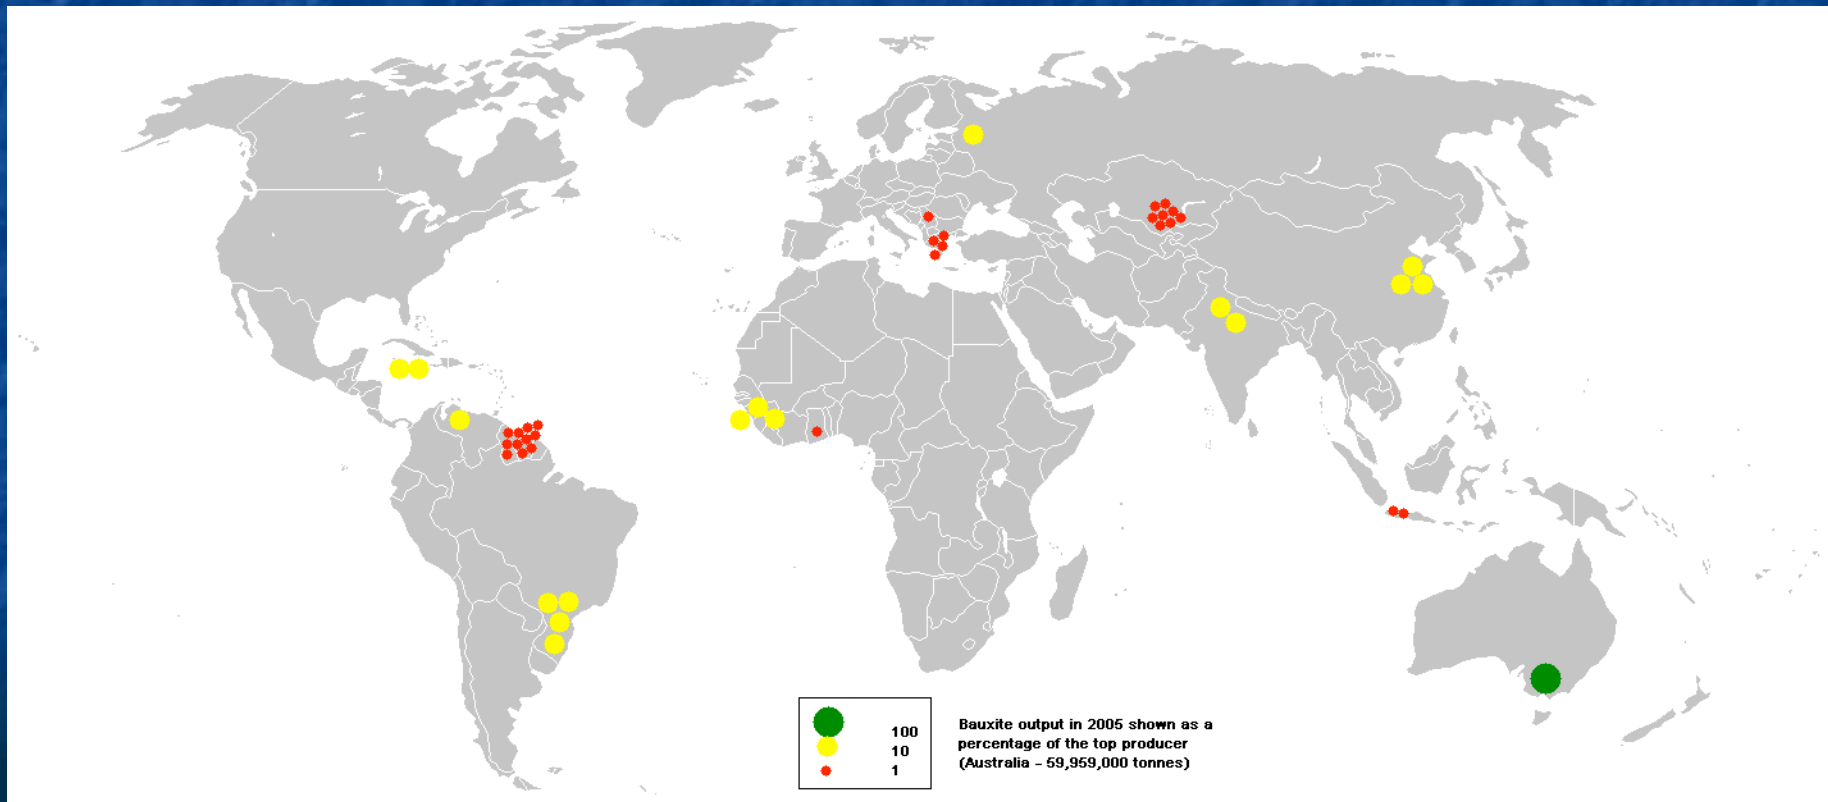 100
10
1
Bauxite output in 2005 shown as a
percentage of the top producer
(Australia - 59,959,000 tonnes)